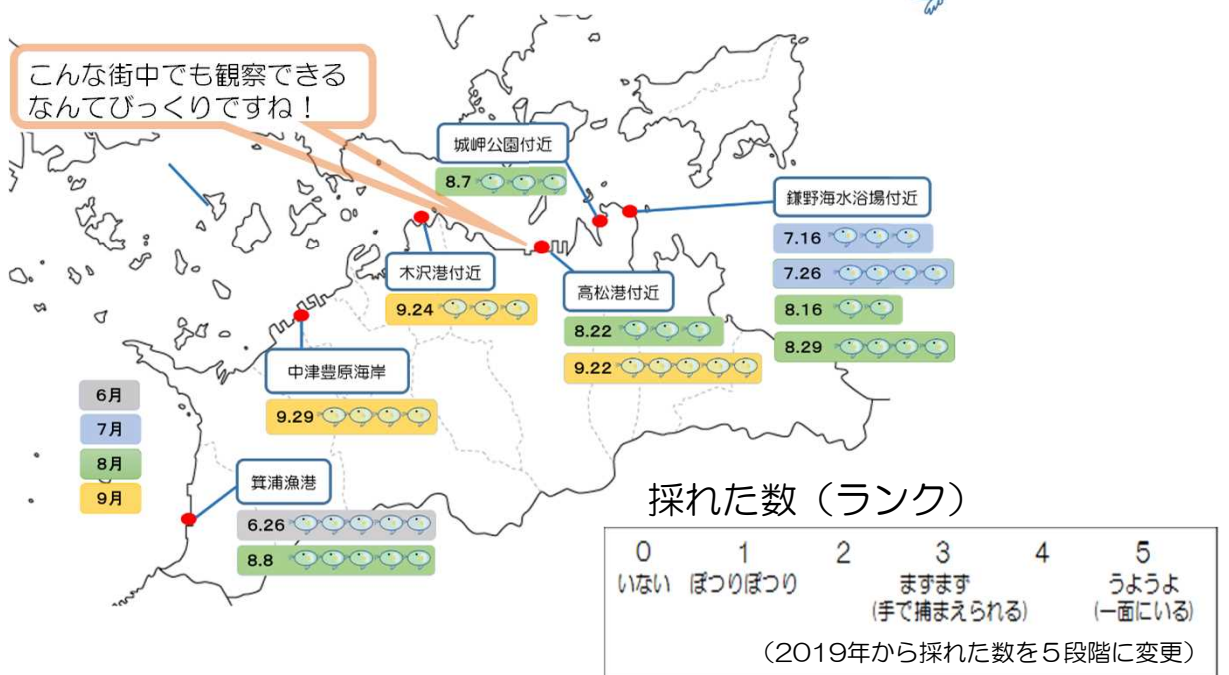 こんな街中でも観察できる
なんてびっくりですね！
城岬公園付近
8.7
鎌野海水浴場付近
7.16
7.26
8.16
8.29
木沢港付近
9.24
高松港付近
8.22
9.22
中津豊原海岸
9.29
6月
7月
8月
9月
箕浦漁港
6.26
8.8
採れた数（ランク）
0 1 2 3 4 5
いない ぽつりぽつり まずまず うようよ
(手で捕まえられる) (一面にいる)
（2019年から採れた数を５段階に変更）